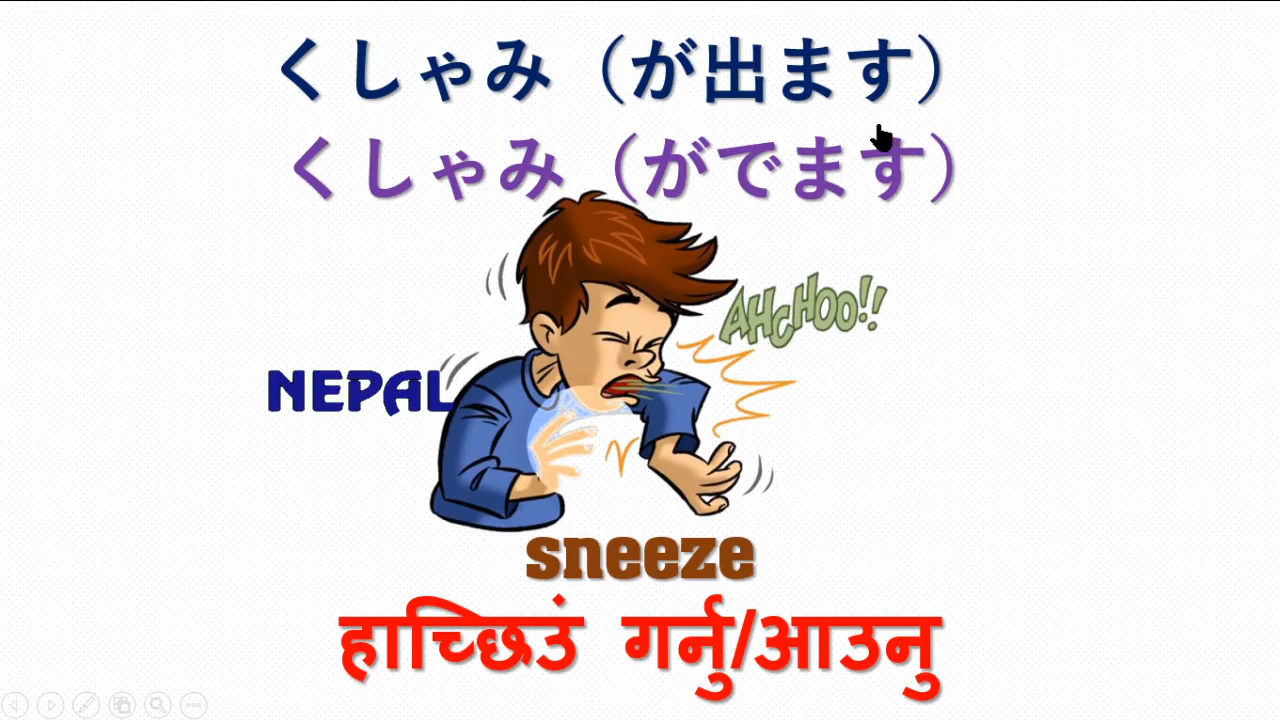 くしゃみ（が出ます）
くしゃみ（がでます）
AHCHOO!!
NEPAL
sneeze
हाच्छिउं गर्नु/आउनु